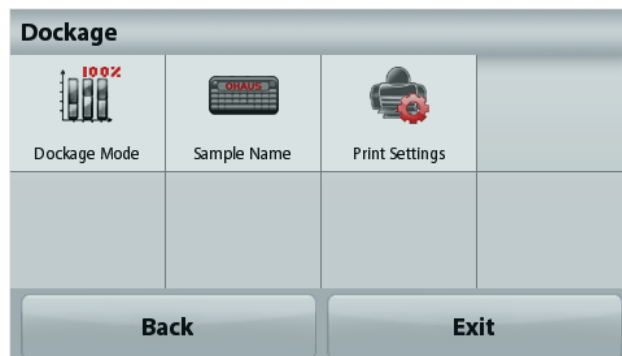 Dockage
100%
OHAUS
Dockage Mode
Sample Name
Print Settings
Back
Exit